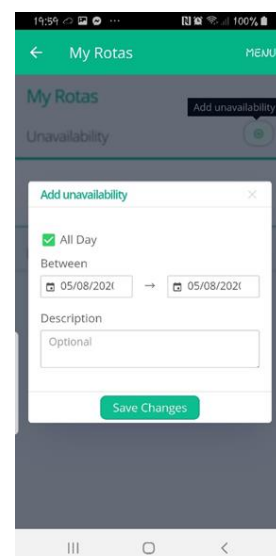 19:59 100%
My Rotas MENU
My Rotas
Add unavailability
Unavailability
Add unavailability
All Day
Between
05/08/202( → 05/08/202(
Description
Optional
Save Changes